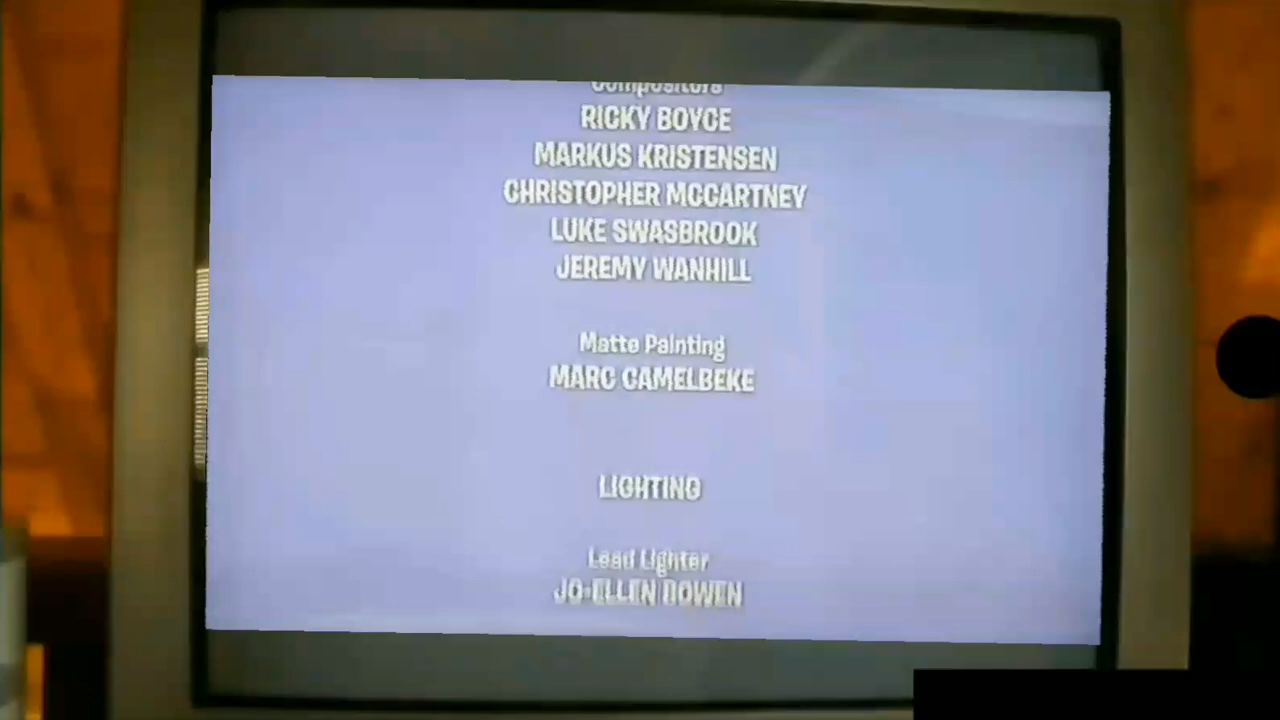 Compositors
RICKY BOYCE
MARKUS KRISTENSEN
CHRISTOPHER MCCARTNEY
LUKE SWASBROOK
JEREMY WANHILL
Matte Painting
MARC CAMELBEKE
LIGHTING
Lead Lighter
JO-ELLEN BOWEN